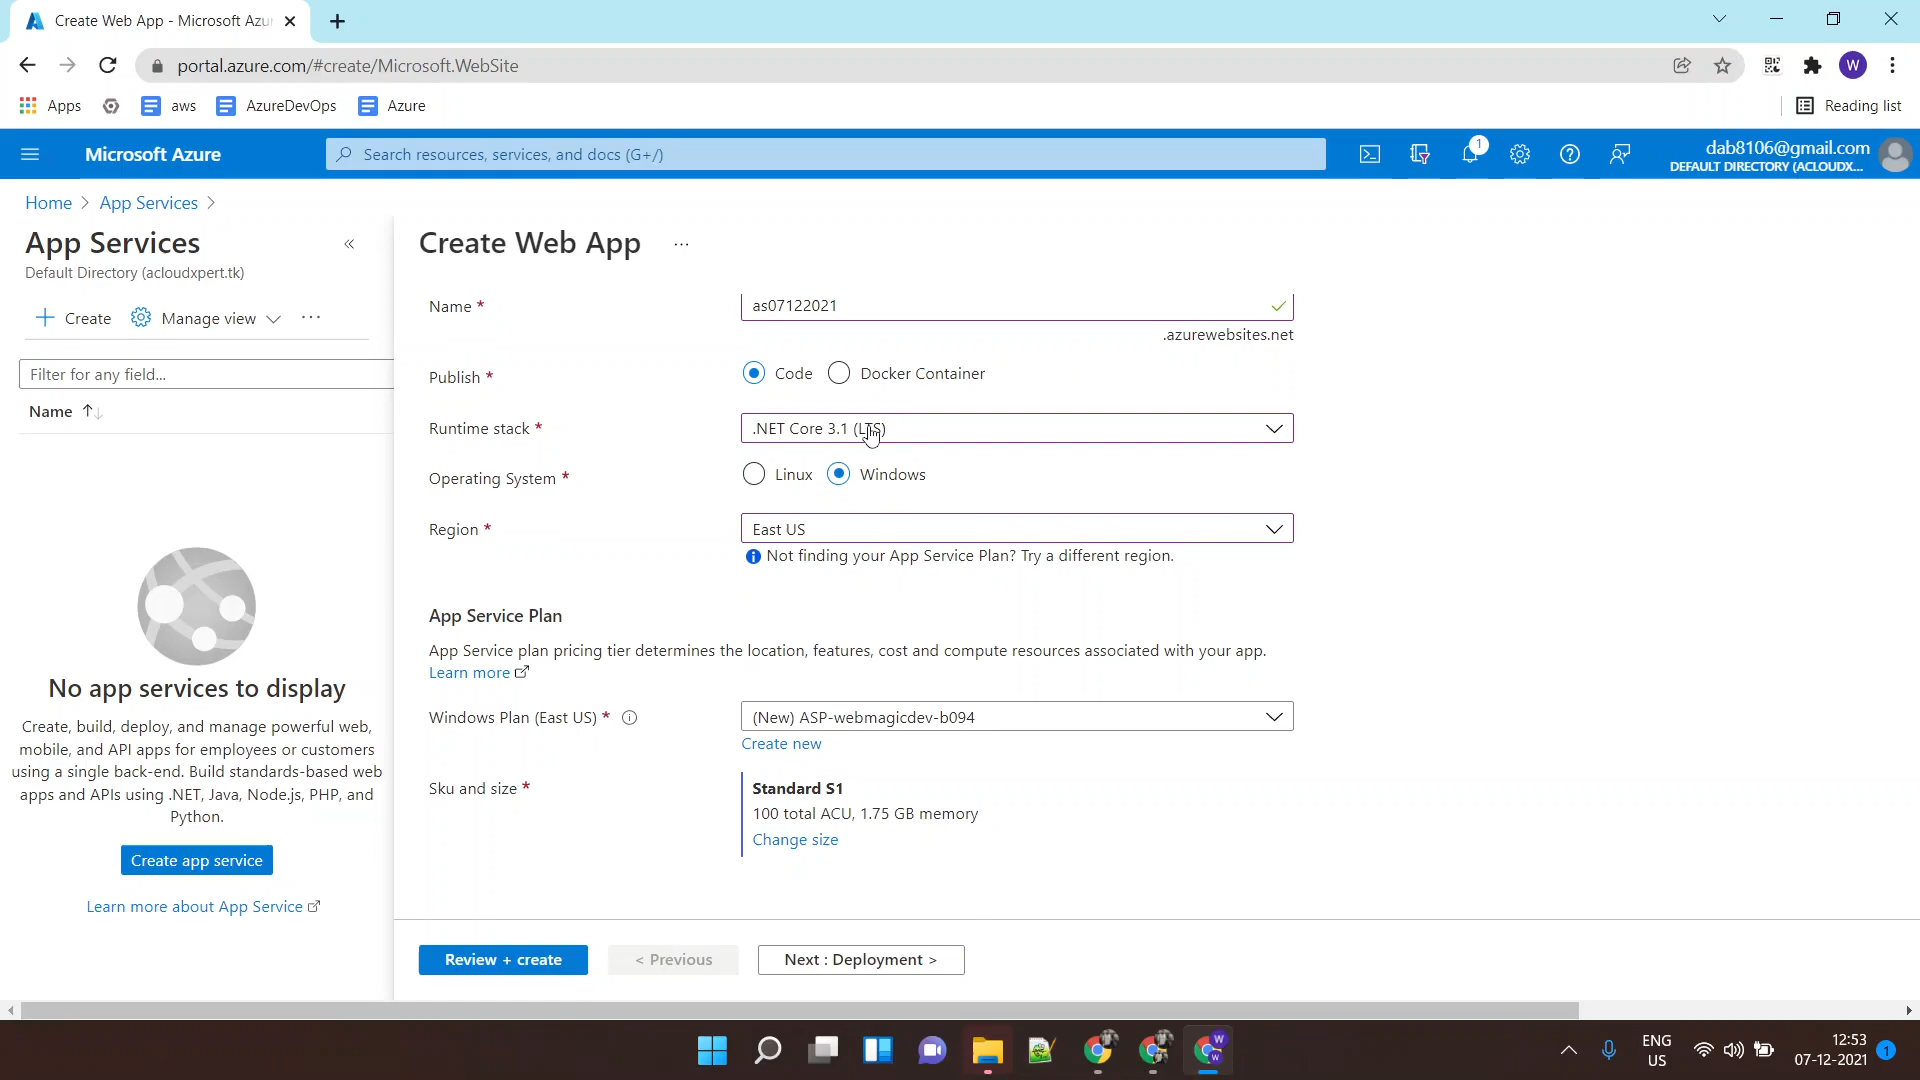 Create Web App - Microsoft Azu
portal.azure.com/#create/Microsoft.WebSite
W
Apps
aws
AzureDevOps
Azure
Reading list
Microsoft Azure
Search resources, services, and docs (G+/)
1
dab8106@gmail.com
DEFAULT DIRECTORY (ACLOUDX...
Home > App Services >
App Services
Default Directory (acloudxpert.tk)
Create
Manage view
Filter for any field...
Name
No app services to display
Create, build, deploy, and manage powerful web,
mobile, and API apps for employees or customers
using a single back-end. Build standards-based web
apps and APIs using .NET, Java, Node.js, PHP, and
Python.
Create app service
Learn more about App Service
Create Web App
...
Name *
as07122021
.azurewebsites.net
Publish *
Code
Docker Container
Runtime stack *
.NET Core 3.1 (LTS)
Operating System *
Linux
Windows
Region *
East US
Not finding your App Service Plan? Try a different region.
App Service Plan
App Service plan pricing tier determines the location, features, cost and compute resources associated with your app.
Learn more
Windows Plan (East US) *
(New) ASP-webmagicdev-b094
Create new
Sku and size *
Standard S1
100 total ACU, 1.75 GB memory
Change size
Review + create
< Previous
Next : Deployment >
ENG
US
12:53
07-12-2021
1